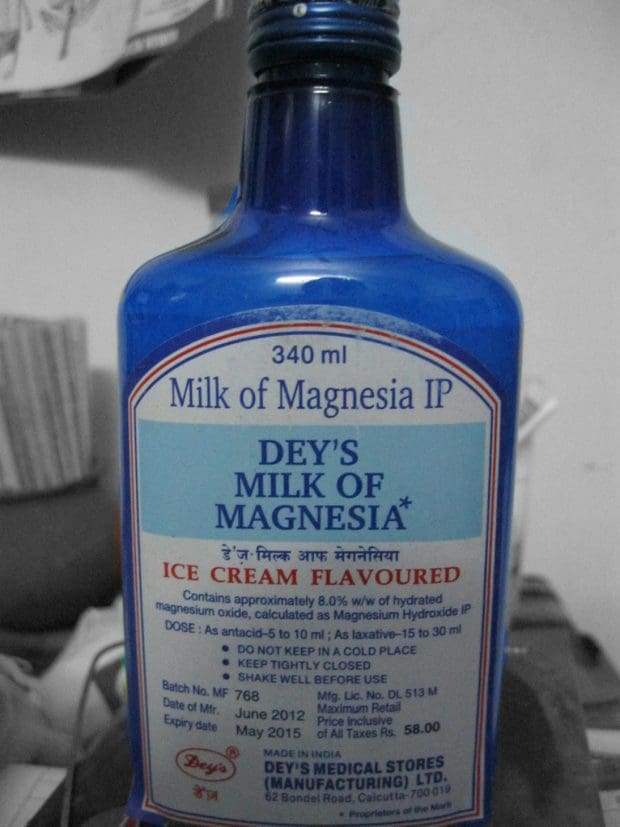 340 ml
Milk of Magnesia IP
DEY'S
MILK OF
MAGNESIA*
डे'ज़-मिल्क आफ मेगनेसिया
ICE CREAM FLAVOURED
Contains approximately 8.0% w/w of hydrated
magnesium oxide, calculated as Magnesium Hydroxide IP
DOSE : As antacid–5 to 10 ml ; As laxative–15 to 30 ml
• DO NOT KEEP IN A COLD PLACE
• KEEP TIGHTLY CLOSED
• SHAKE WELL BEFORE USE
Batch No. MF 768
Date of Mfr. June 2012
Expiry date May 2015
Mfg. Lic. No. DL 513 M
Maximum Retail
Price Inclusive
of All Taxes Rs. 58.00
Dey's®
डे'ज़
MADE IN INDIA
DEY'S MEDICAL STORES
(MANUFACTURING) LTD.
62 Bondel Road, Calcutta-700 019
* Proprietors of the Mark